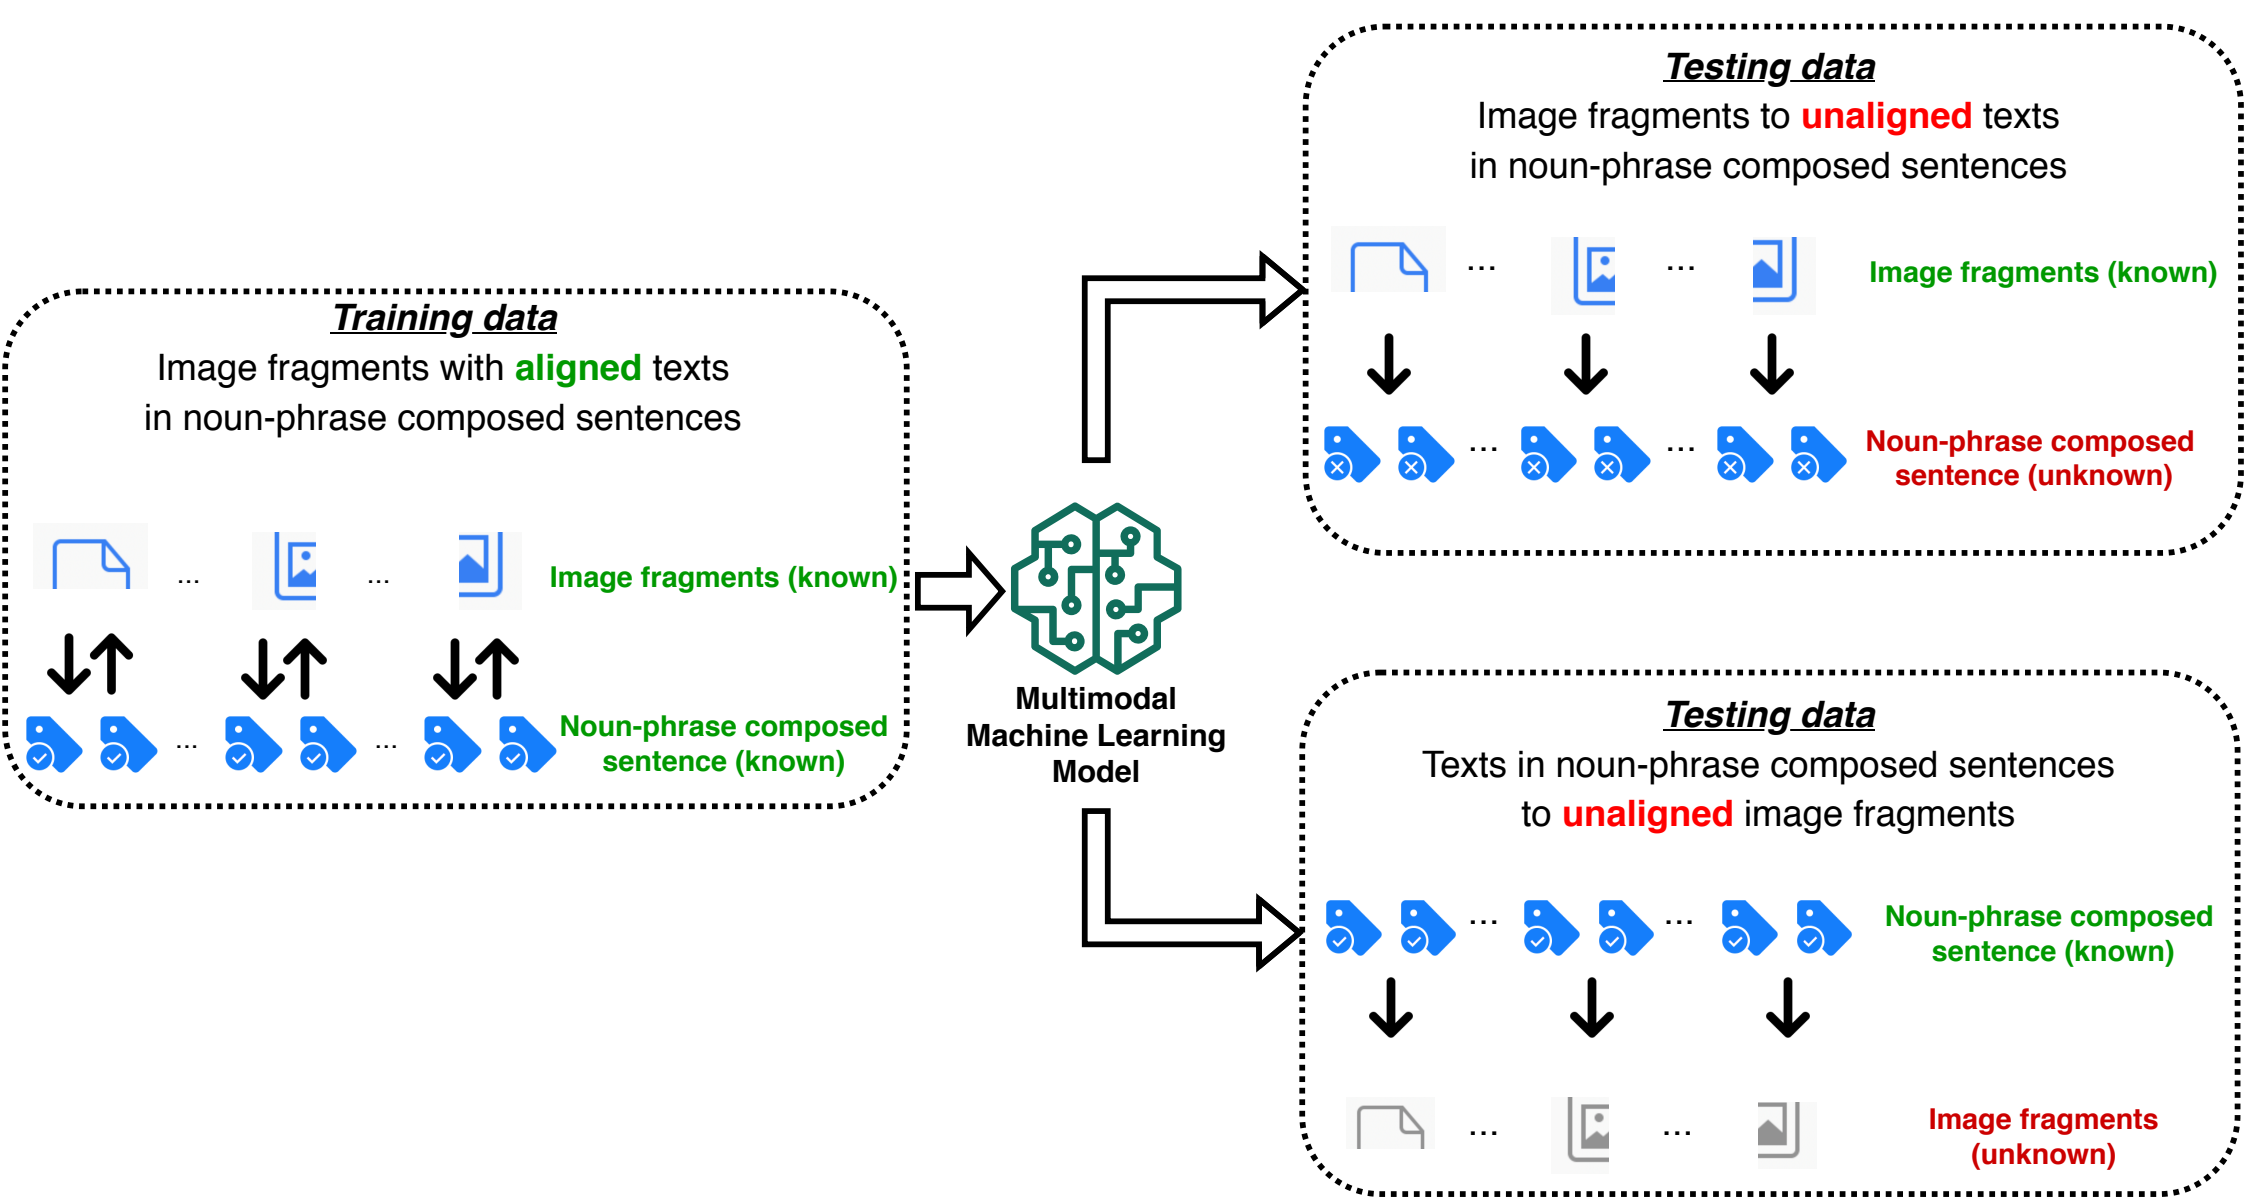 Training data
Image fragments with aligned texts
in noun-phrase composed sentences
... ...
Image fragments (known)
... ...
Noun-phrase composed
sentence (known)
Multimodal
Machine Learning
Model
Testing data
Image fragments to unaligned texts
in noun-phrase composed sentences
... ...
Image fragments (known)
... ...
Noun-phrase composed
sentence (unknown)
Testing data
Texts in noun-phrase composed sentences
to unaligned image fragments
... ...
Noun-phrase composed
sentence (known)
... ...
Image fragments
(unknown)